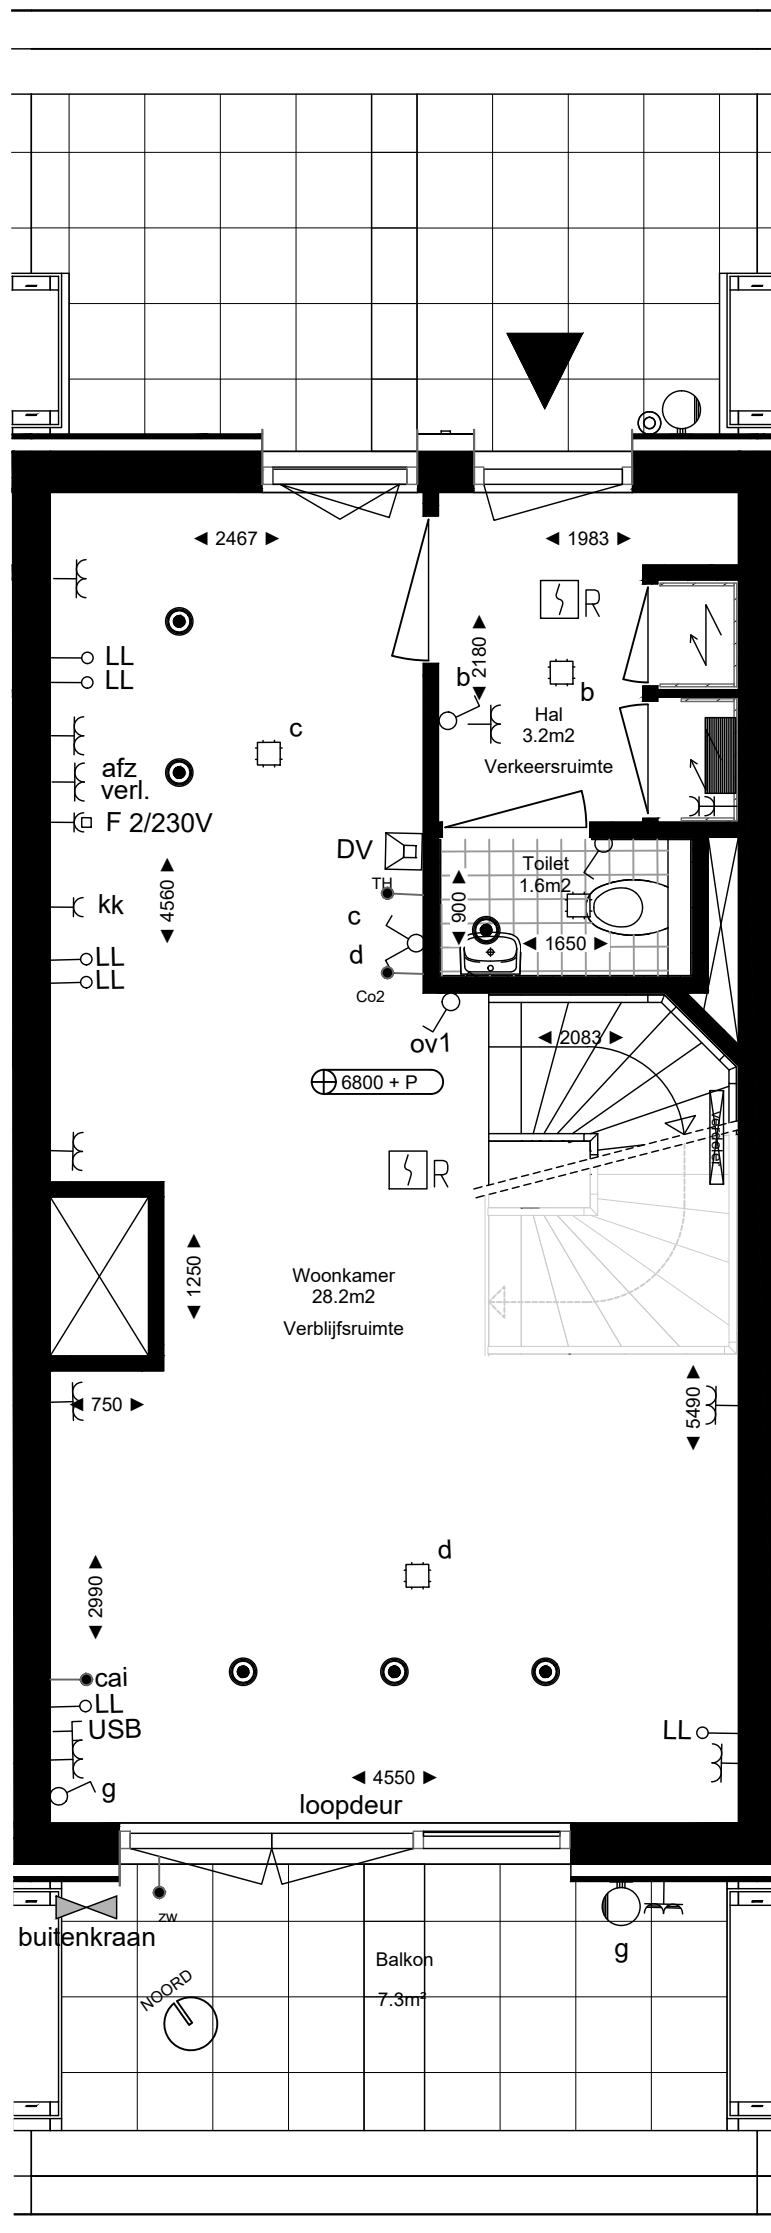 2467
1983
R
2180
b
b
LL
LL
Hal
3.2m2
Verkeersruimte
c
afz
verl.
F 2/230V
DV
TH
Toilet
1.6m2
900
1650
4560
kk
c
d
LL
LL
Co2
ov1
2083
6800 + P
verdeler
R
1250
Woonkamer
28.2m2
Verblijfsruimte
750
5490
d
2990
cai
LL
USB
LL
g
4550
loopdeur
zw
buitenkraan
g
Balkon
7.3m²
NOORD